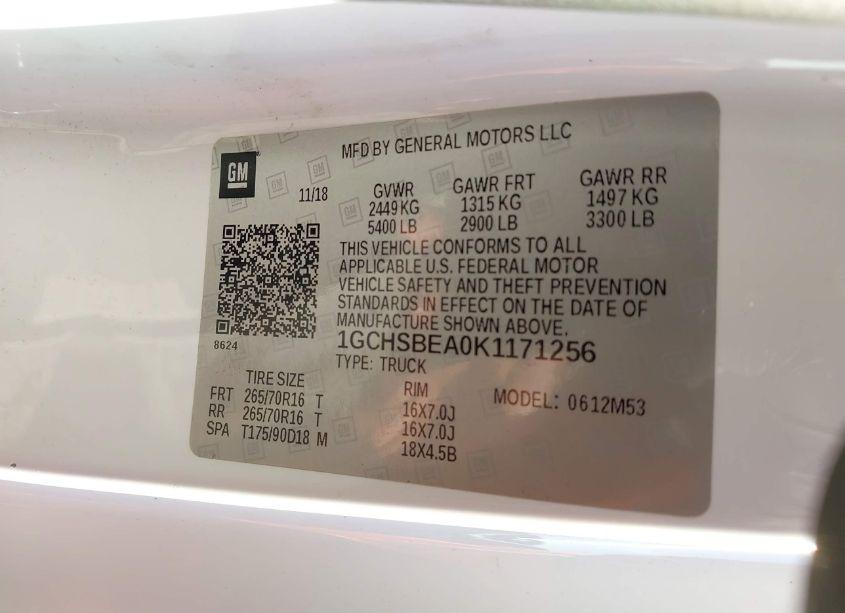 MFD BY GENERAL MOTORS LLC
GM
11/18
GVWR GAWR FRT GAWR RR
2449 KG 1315 KG 1497 KG
5400 LB 2900 LB 3300 LB
THIS VEHICLE CONFORMS TO ALL
APPLICABLE U.S. FEDERAL MOTOR
VEHICLE SAFETY AND THEFT PREVENTION
STANDARDS IN EFFECT ON THE DATE OF
MANUFACTURE SHOWN ABOVE.
8624
1GCHSBEA0K1171256
TYPE: TRUCK
TIRE SIZE RIM MODEL: 0612M53
FRT 265/70R16 T 16X7.0J
RR 265/70R16 T 16X7.0J
SPA T175/90D18 M 18X4.5B